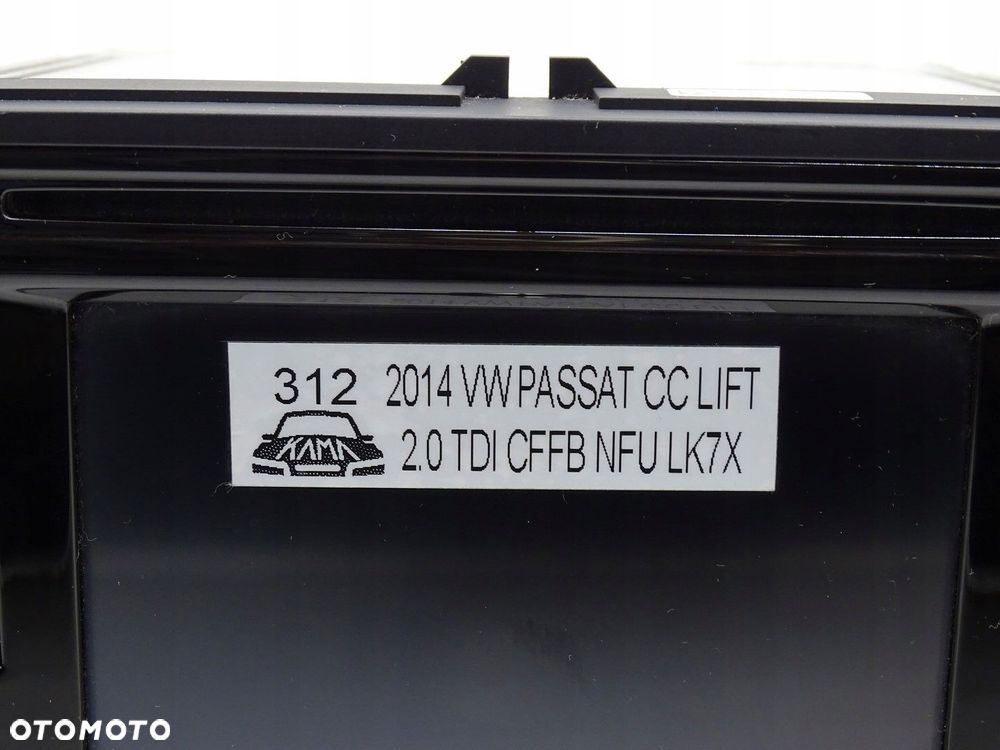 312 2014 VW PASSAT CC LIFT
KAMA 2.0 TDI CFFB NFU LK7X
OTOMOTO